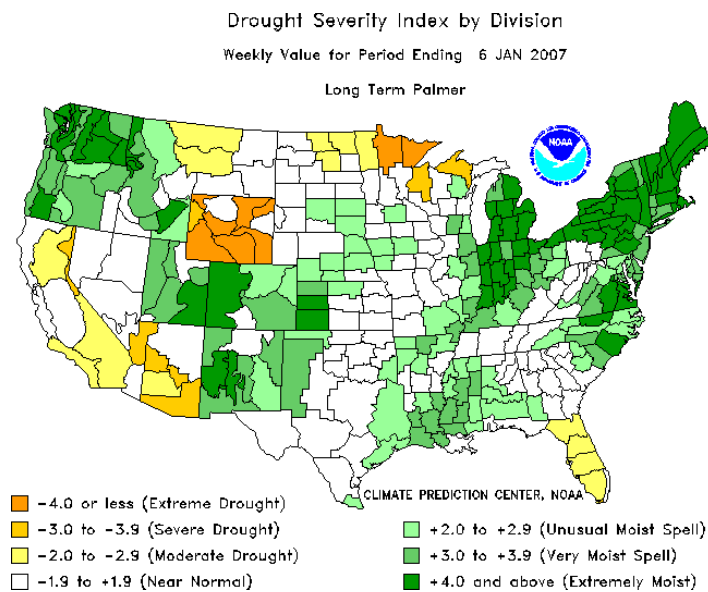 Drought Severity Index by Division
Weekly Value for Period Ending 6 JAN 2007
Long Term Palmer
NOAA
CLIMATE PREDICTION CENTER, NOAA
-4.0 or less (Extreme Drought)
-3.0 to -3.9 (Severe Drought)
-2.0 to -2.9 (Moderate Drought)
-1.9 to +1.9 (Near Normal)
+2.0 to +2.9 (Unusual Moist Spell)
+3.0 to +3.9 (Very Moist Spell)
+4.0 and above (Extremely Moist)